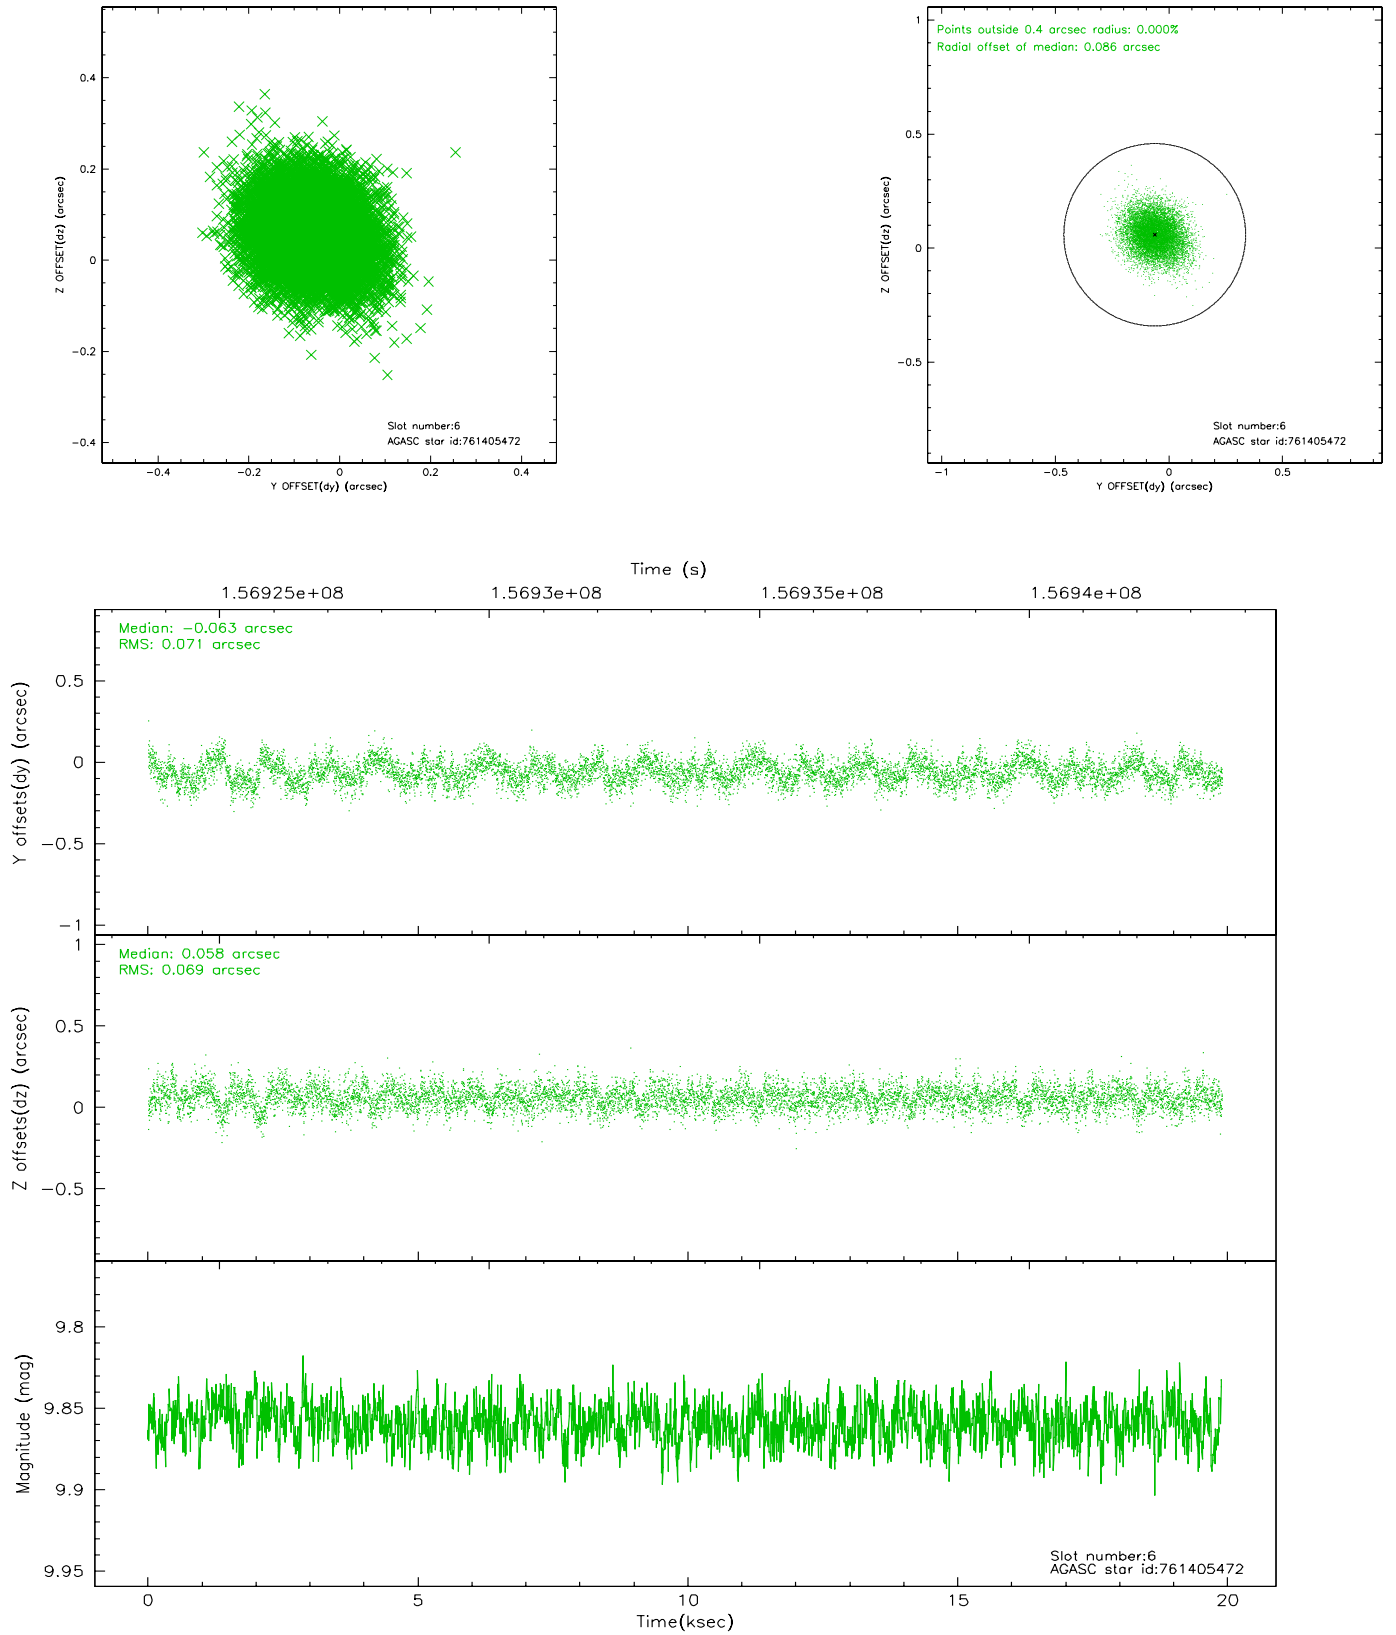 0.4
0.2
0
−0.2
−0.4
Z OFFSET(dz) (arcsec)
Slot number:6
AGASC star id:761405472
−0.4 −0.2 0 0.2 0.4
Y OFFSET(dy) (arcsec)
Points outside 0.4 arcsec radius: 0.000%
Radial offset of median: 0.086 arcsec
1
0.5
0
−0.5
Z OFFSET(dz) (arcsec)
Slot number:6
AGASC star id:761405472
−1 −0.5 0 0.5
Y OFFSET(dy) (arcsec)
Time (s)
1.56925e+08 1.5693e+08 1.56935e+08 1.5694e+08
Median: −0.063 arcsec
RMS: 0.071 arcsec
0.5
0
−0.5
−1
Y offsets(dy) (arcsec)
Median: 0.058 arcsec
RMS: 0.069 arcsec
1
0.5
0
−0.5
Z offsets(dz) (arcsec)
9.8
9.85
9.9
9.95
Magnitude (mag)
Slot number:6
AGASC star id:761405472
0 5 10 15 20
Time(ksec)